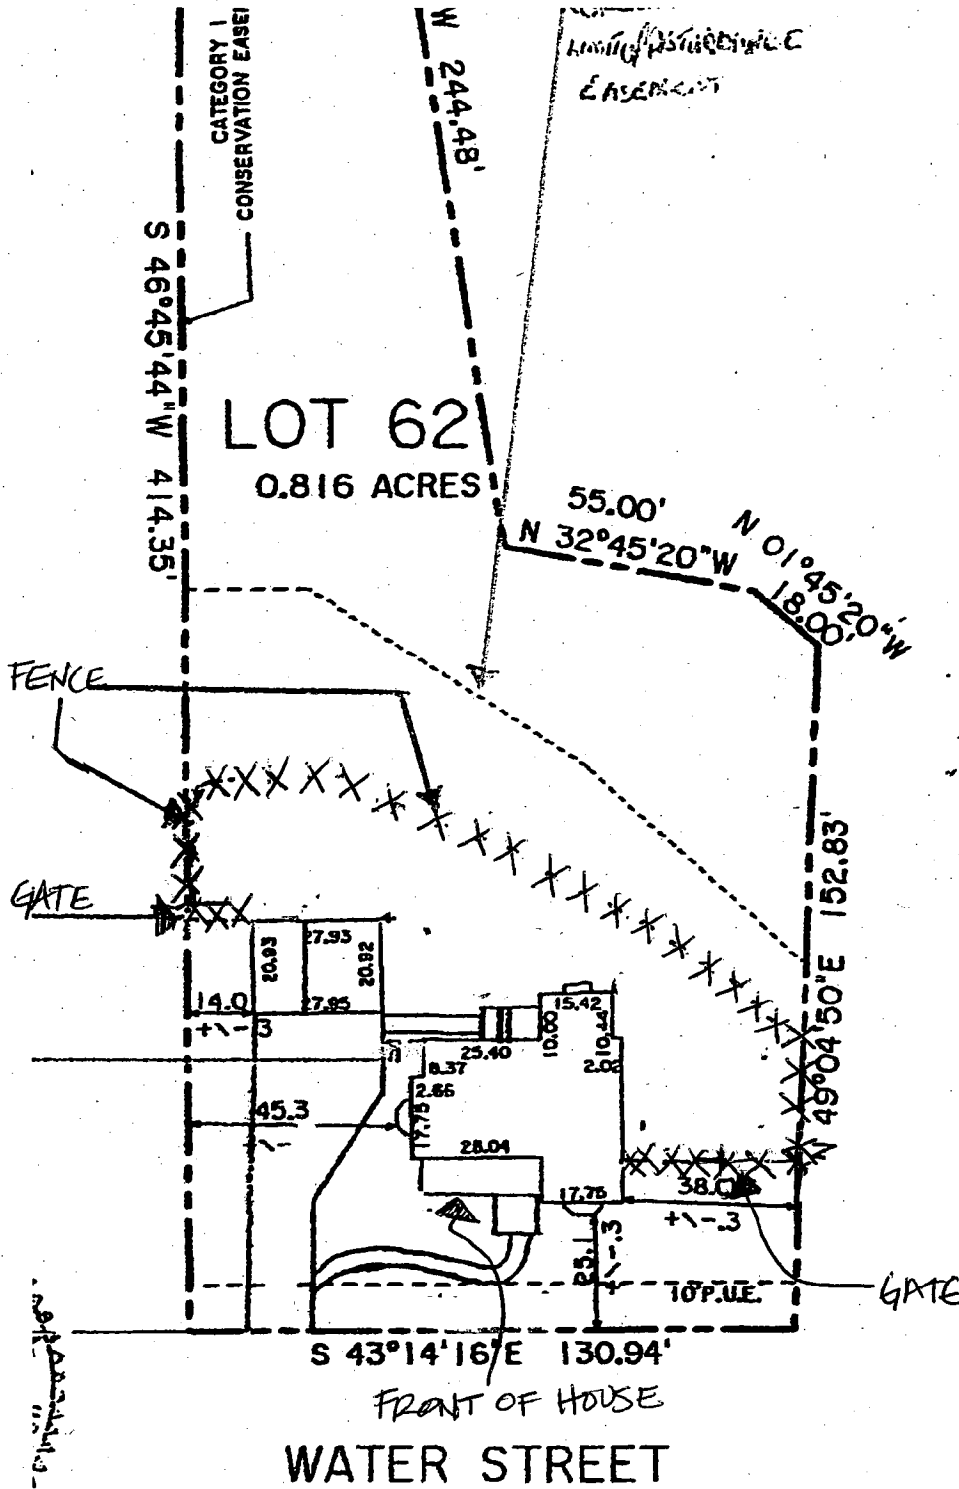 CATEGORY I
CONSERVATION EASE
W 244.48'
EASEMENT
S 46°45'44"W 414.35'
LOT 62
0.816 ACRES
55.00'
N 32°45'20"W
N 01°45'20"W
18.00'
FENCE
GATE
27.93
20.93
20.92
27.95
14.0
+\-.3
15.42
10.00
10.44
25.40
2.02
8.37
2.66
17.75
45.3
+\-
28.04
17.75
38.0
+\-.3
25.1
+\-.3
N 49°04'50"E 152.83'
10'P.U.E.
GATE
S 43°14'16"E 130.94'
FRONT OF HOUSE
WATER STREET